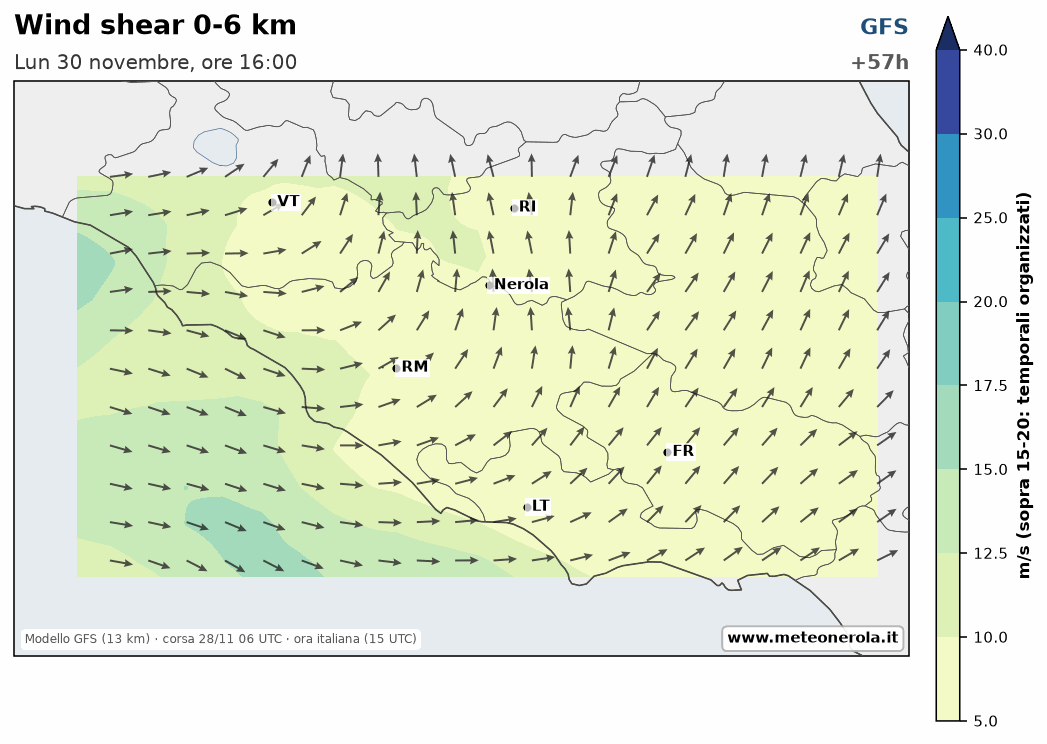 Wind shear 0-6 km
GFS
Lun 30 novembre, ore 16:00
+57h
40.0
30.0
25.0
20.0
17.5
15.0
12.5
10.0
5.0
m/s (sopra 15-20: temporali organizzati)
VT
RI
Nerola
RM
FR
LT
Modello GFS (13 km) · corsa 28/11 06 UTC · ora italiana (15 UTC)
www.meteonerola.it